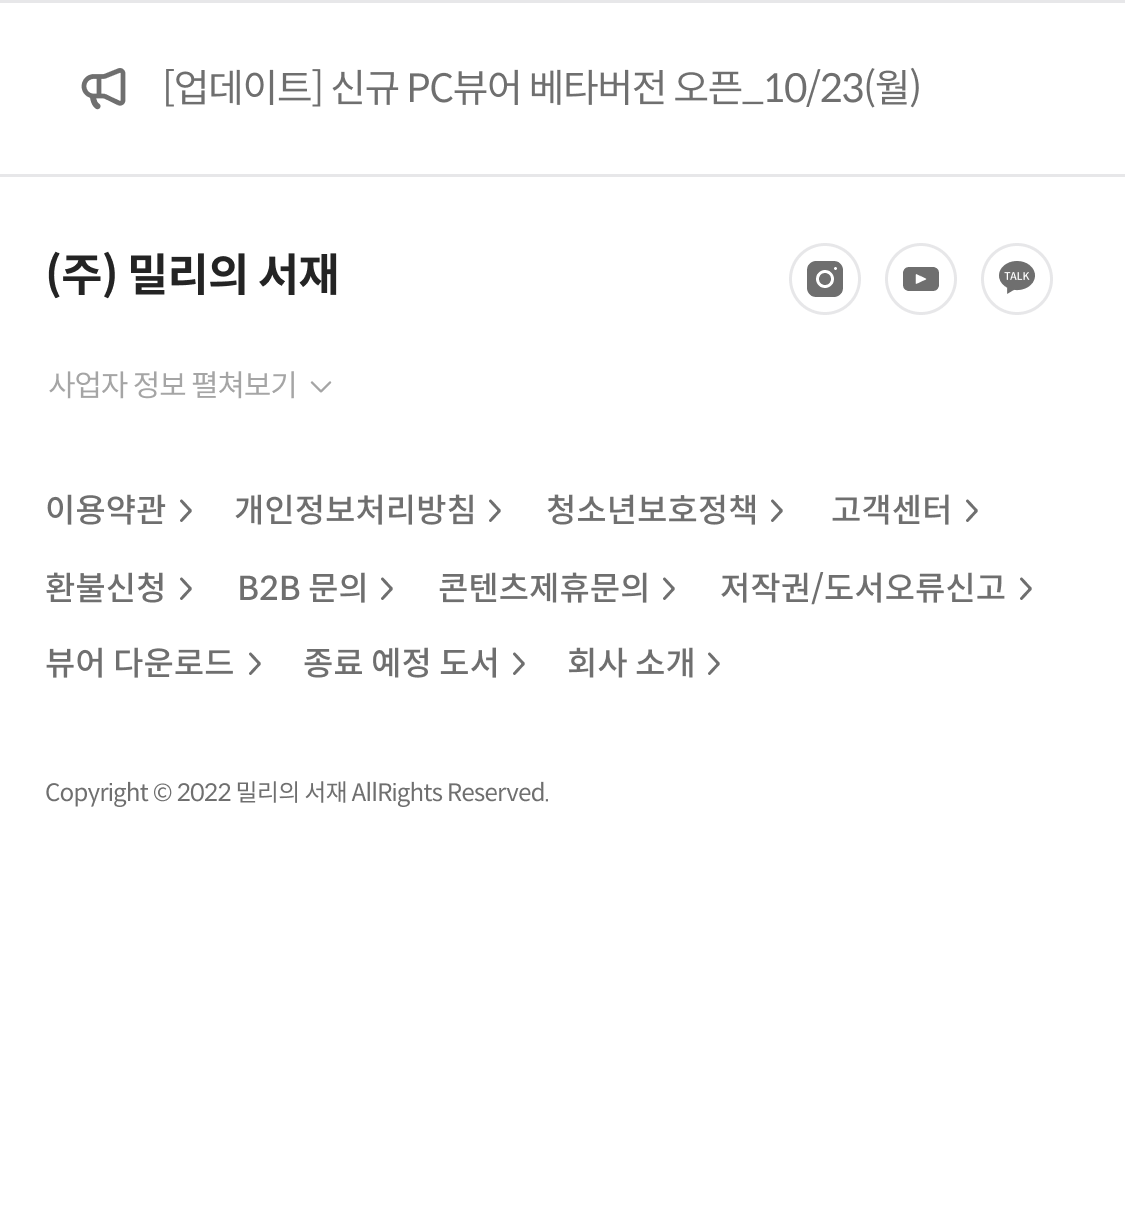 [업데이트] 신규 PC뷰어 베타버전 오픈_10/23(월)
(주) 밀리의 서재
TALK
사업자 정보 펼쳐보기
이용약관 개인정보처리방침 청소년보호정책 고객센터
환불신청 B2B 문의 콘텐츠제휴문의 저작권/도서오류신고
뷰어 다운로드 종료 예정 도서 회사 소개
Copyright © 2022 밀리의 서재 AllRights Reserved.